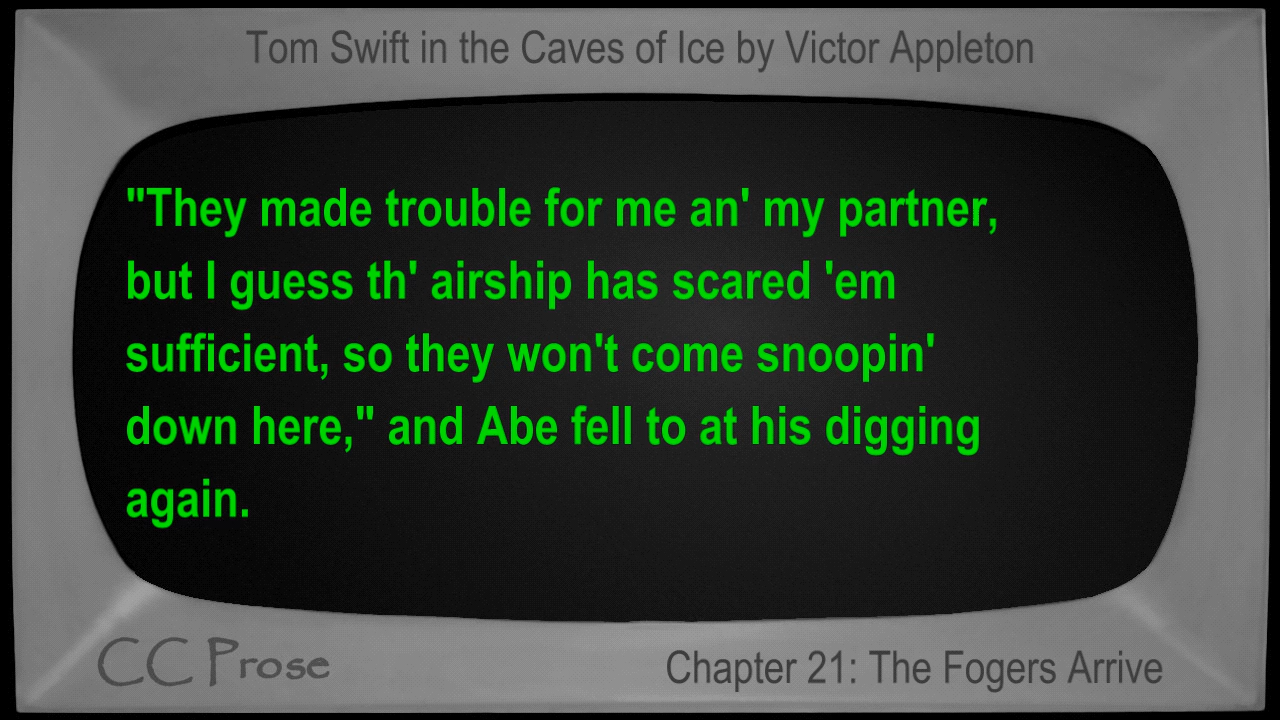 Tom Swift in the Caves of Ice by Victor Appleton
"They made trouble for me an' my partner,
but I guess th' airship has scared 'em
sufficient, so they won't come snoopin'
down here," and Abe fell to at his digging
again.
CC Prose
Chapter 21: The Fogers Arrive